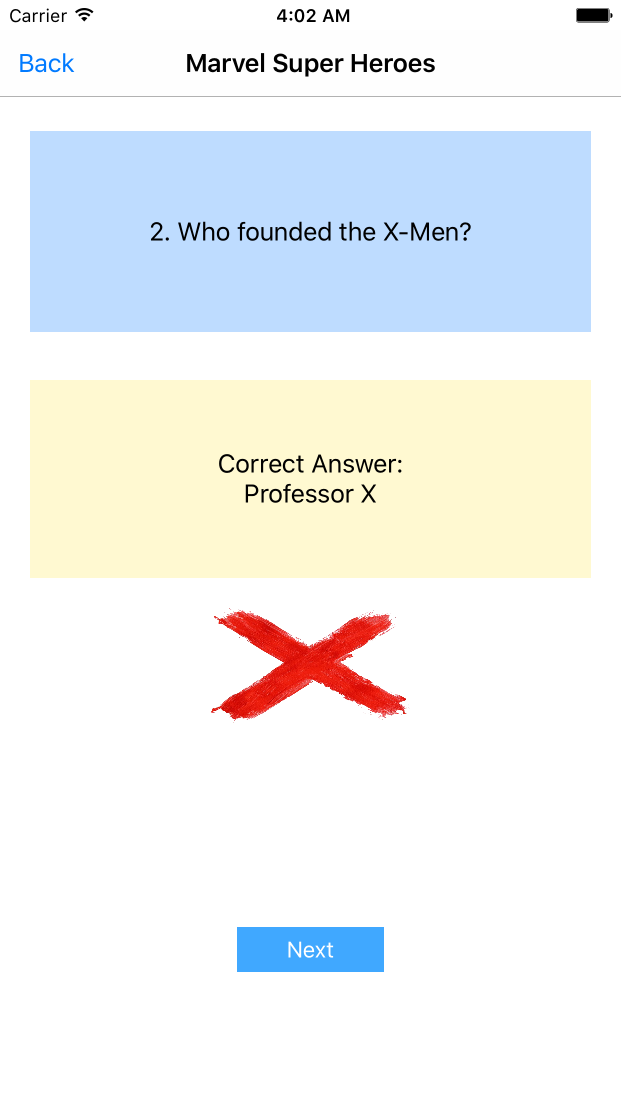 Carrier 4:02 AM
Back Marvel Super Heroes
2. Who founded the X-Men?
Correct Answer:
Professor X
Next